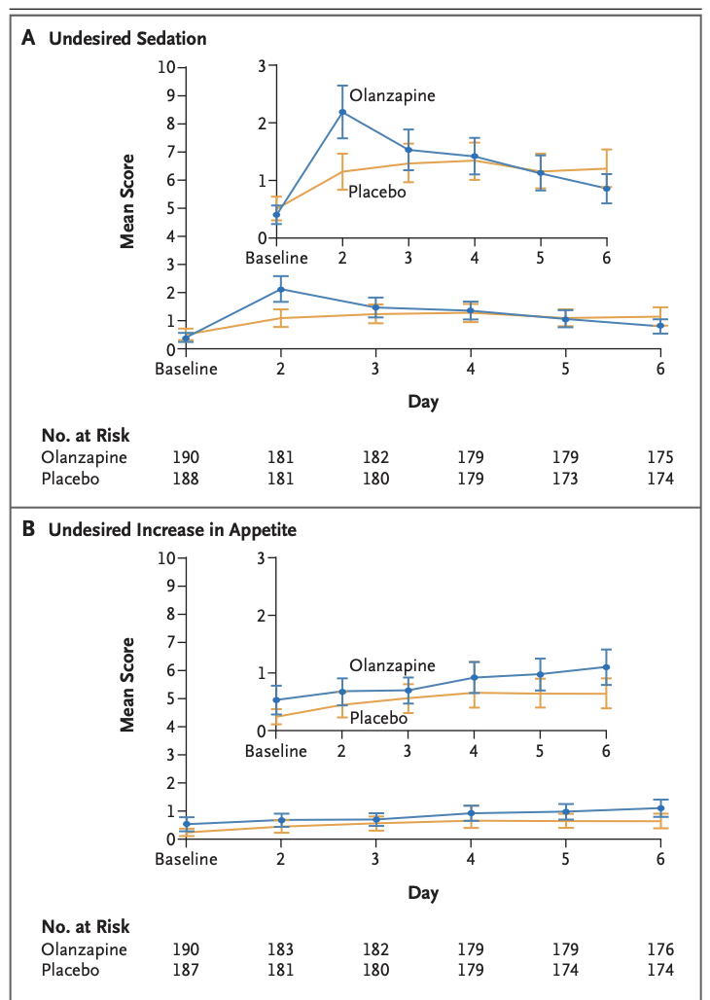 A Undesired Sedation
10
9
8
7
6
5
4
3
2
1
0
Mean Score
3
2
1
0
Olanzapine
Placebo
Baseline 2 3 4 5 6
Baseline 2 3 4 5 6
Day
No. at Risk
Olanzapine 190 181 182 179 179 175
Placebo 188 181 180 179 173 174
B Undesired Increase in Appetite
10
9
8
7
6
5
4
3
2
1
0
Mean Score
3
2
1
0
Olanzapine
Placebo
Baseline 2 3 4 5 6
Baseline 2 3 4 5 6
Day
No. at Risk
Olanzapine 190 183 182 179 179 176
Placebo 187 181 180 179 174 174